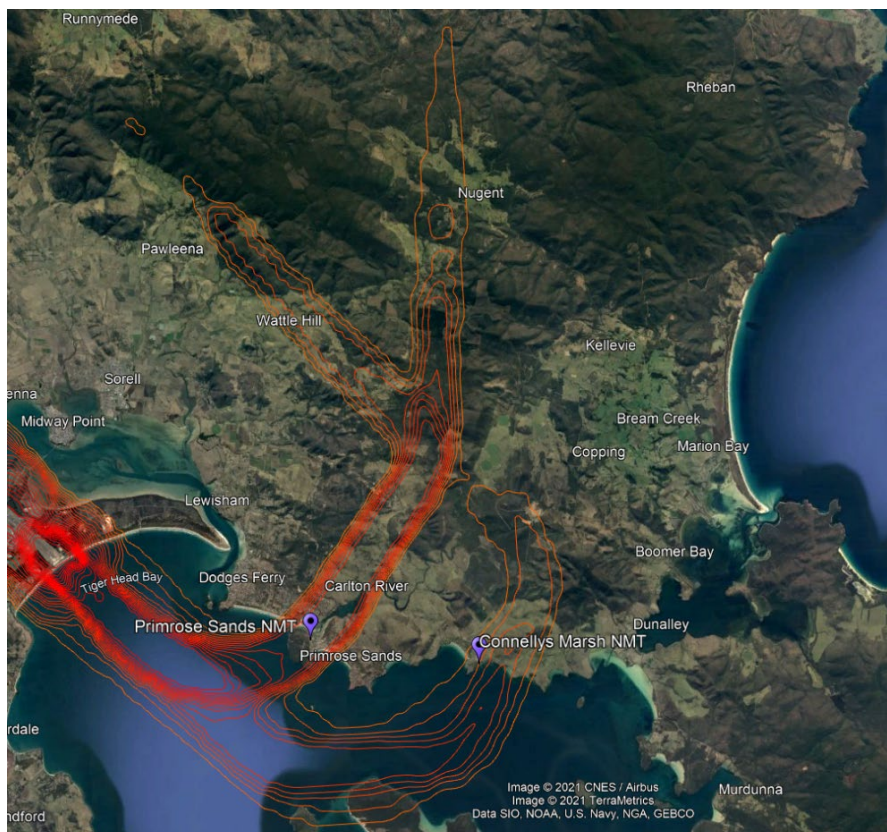 Runnymede
Rheban
Nugent
Pawleena
Wattle Hill
Kellevie
Sorell
enna
Midway Point
Bream Creek
Marion Bay
Copping
Lewisham
Boomer Bay
Tiger Head Bay
Dodges Ferry
Carlton River
Primrose Sands NMT
Dunalley
Connellys Marsh NMT
Primrose Sands
rdale
Murdunna
Image © 2021 CNES / Airbus
Image © 2021 TerraMetrics
Data SIO, NOAA, U.S. Navy, NGA, GEBCO
ndford